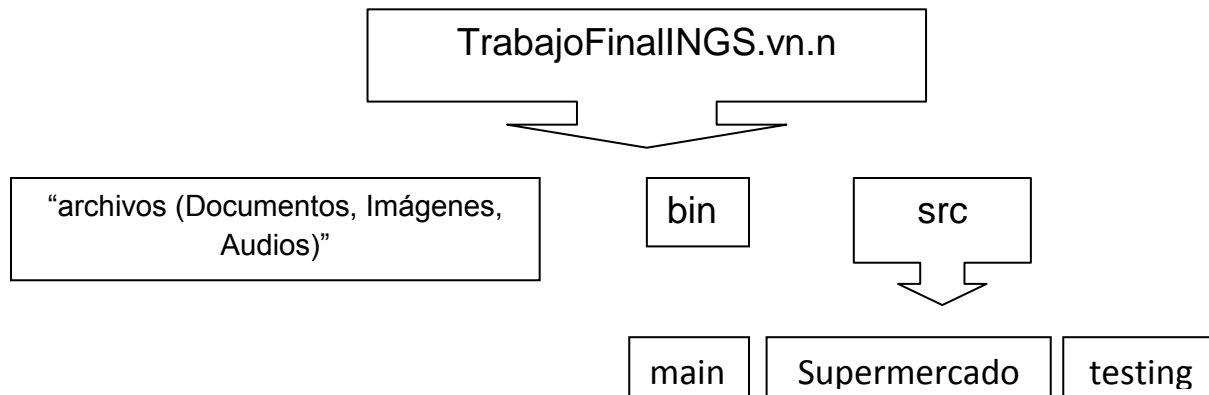 TrabajoFinalINGS.vn.n
“archivos (Documentos, Imágenes,
Audios)”
bin
src
main
Supermercado
testing